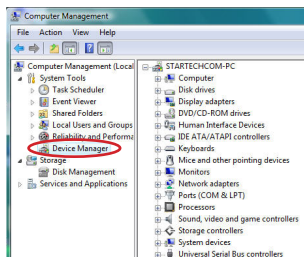 Computer Management
File Action View Help
Computer Management (Local
System Tools
Task Scheduler
Event Viewer
Shared Folders
Local Users and Groups
Reliability and Performa
Device Manager
Storage
Disk Management
Services and Applications
STARTECHCOM-PC
Computer
Disk drives
Display adapters
DVD/CD-ROM drives
Human Interface Devices
IDE ATA/ATAPI controllers
Keyboards
Mice and other pointing devices
Monitors
Network adapters
Ports (COM & LPT)
Processors
Sound, video and game controllers
Storage controllers
System devices
Universal Serial Bus controllers